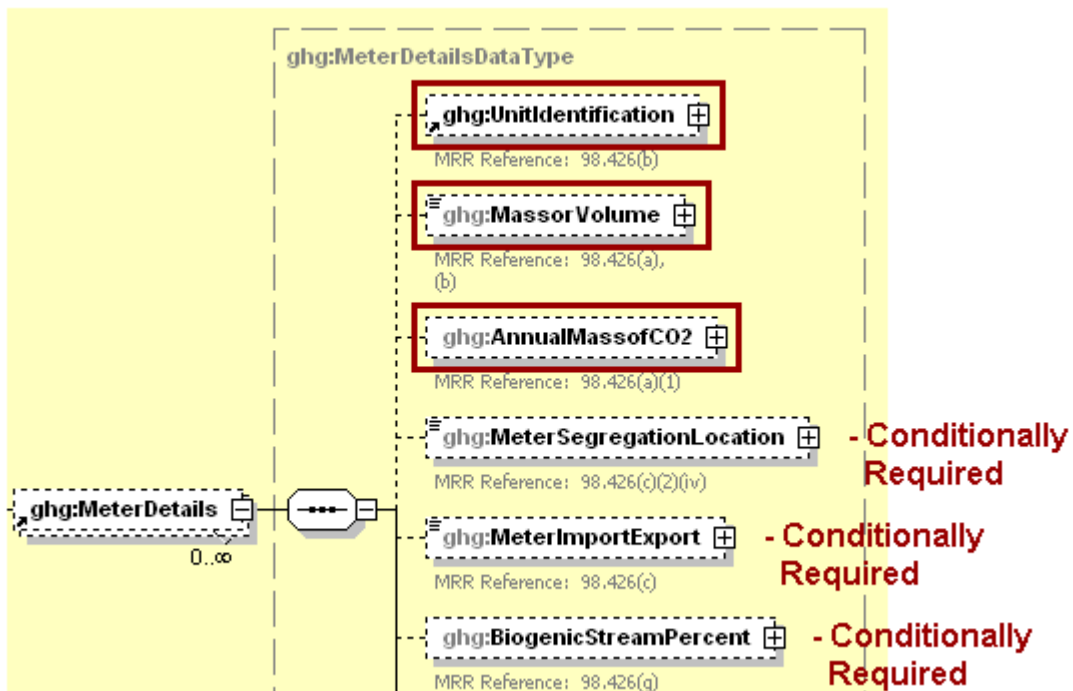 ghg:MeterDetailsDataType
ghg:UnitIdentification
MRR Reference: 98.426(b)
ghg:MassorVolume
MRR Reference: 98.426(a),
(b)
ghg:AnnualMassofCO2
MRR Reference: 98.426(a)(1)
ghg:MeterSegregationLocation
- Conditionally
Required
MRR Reference: 98.426(c)(2)(iv)
ghg:MeterDetails
0..∞
ghg:MeterImportExport
- Conditionally
Required
MRR Reference: 98.426(c)
ghg:BiogenicStreamPercent
- Conditionally
Required
MRR Reference: 98.426(g)